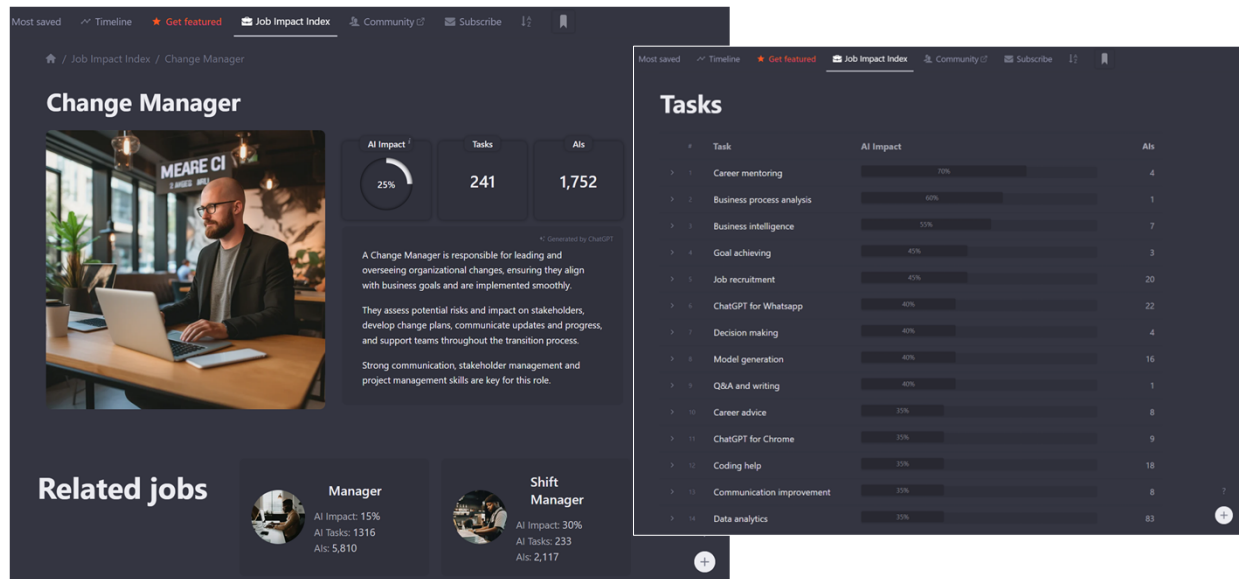 Most saved Timeline Get featured Job Impact Index Community Subscribe
/ Job Impact Index / Change Manager
Change Manager
MEARE CI
AI Impact i
25%
Tasks
241
AIs
1,752
Generated by ChatGPT
A Change Manager is responsible for leading and
overseeing organizational changes, ensuring they align
with business goals and are implemented smoothly.
They assess potential risks and impact on stakeholders,
develop change plans, communicate updates and progress,
and support teams throughout the transition process.
Strong communication, stakeholder management and
project management skills are key for this role.
Related jobs
Manager
AI Impact: 15%
AI Tasks: 1316
AIs: 5,810
Shift
Manager
AI Impact: 30%
AI Tasks: 233
AIs: 2,117
+
Most saved Timeline Get featured Job Impact Index Community Subscribe
Tasks
# Task AI Impact AIs
1 Career mentoring 70% 4
2 Business process analysis 60% 1
3 Business intelligence 55% 7
4 Goal achieving 45% 3
5 Job recruitment 45% 20
6 ChatGPT for Whatsapp 40% 22
7 Decision making 40% 4
8 Model generation 40% 16
9 Q&A and writing 40% 1
10 Career advice 35% 8
11 ChatGPT for Chrome 35% 9
12 Coding help 35% 18
13 Communication improvement 35% 8
14 Data analytics 35% 83
?
+